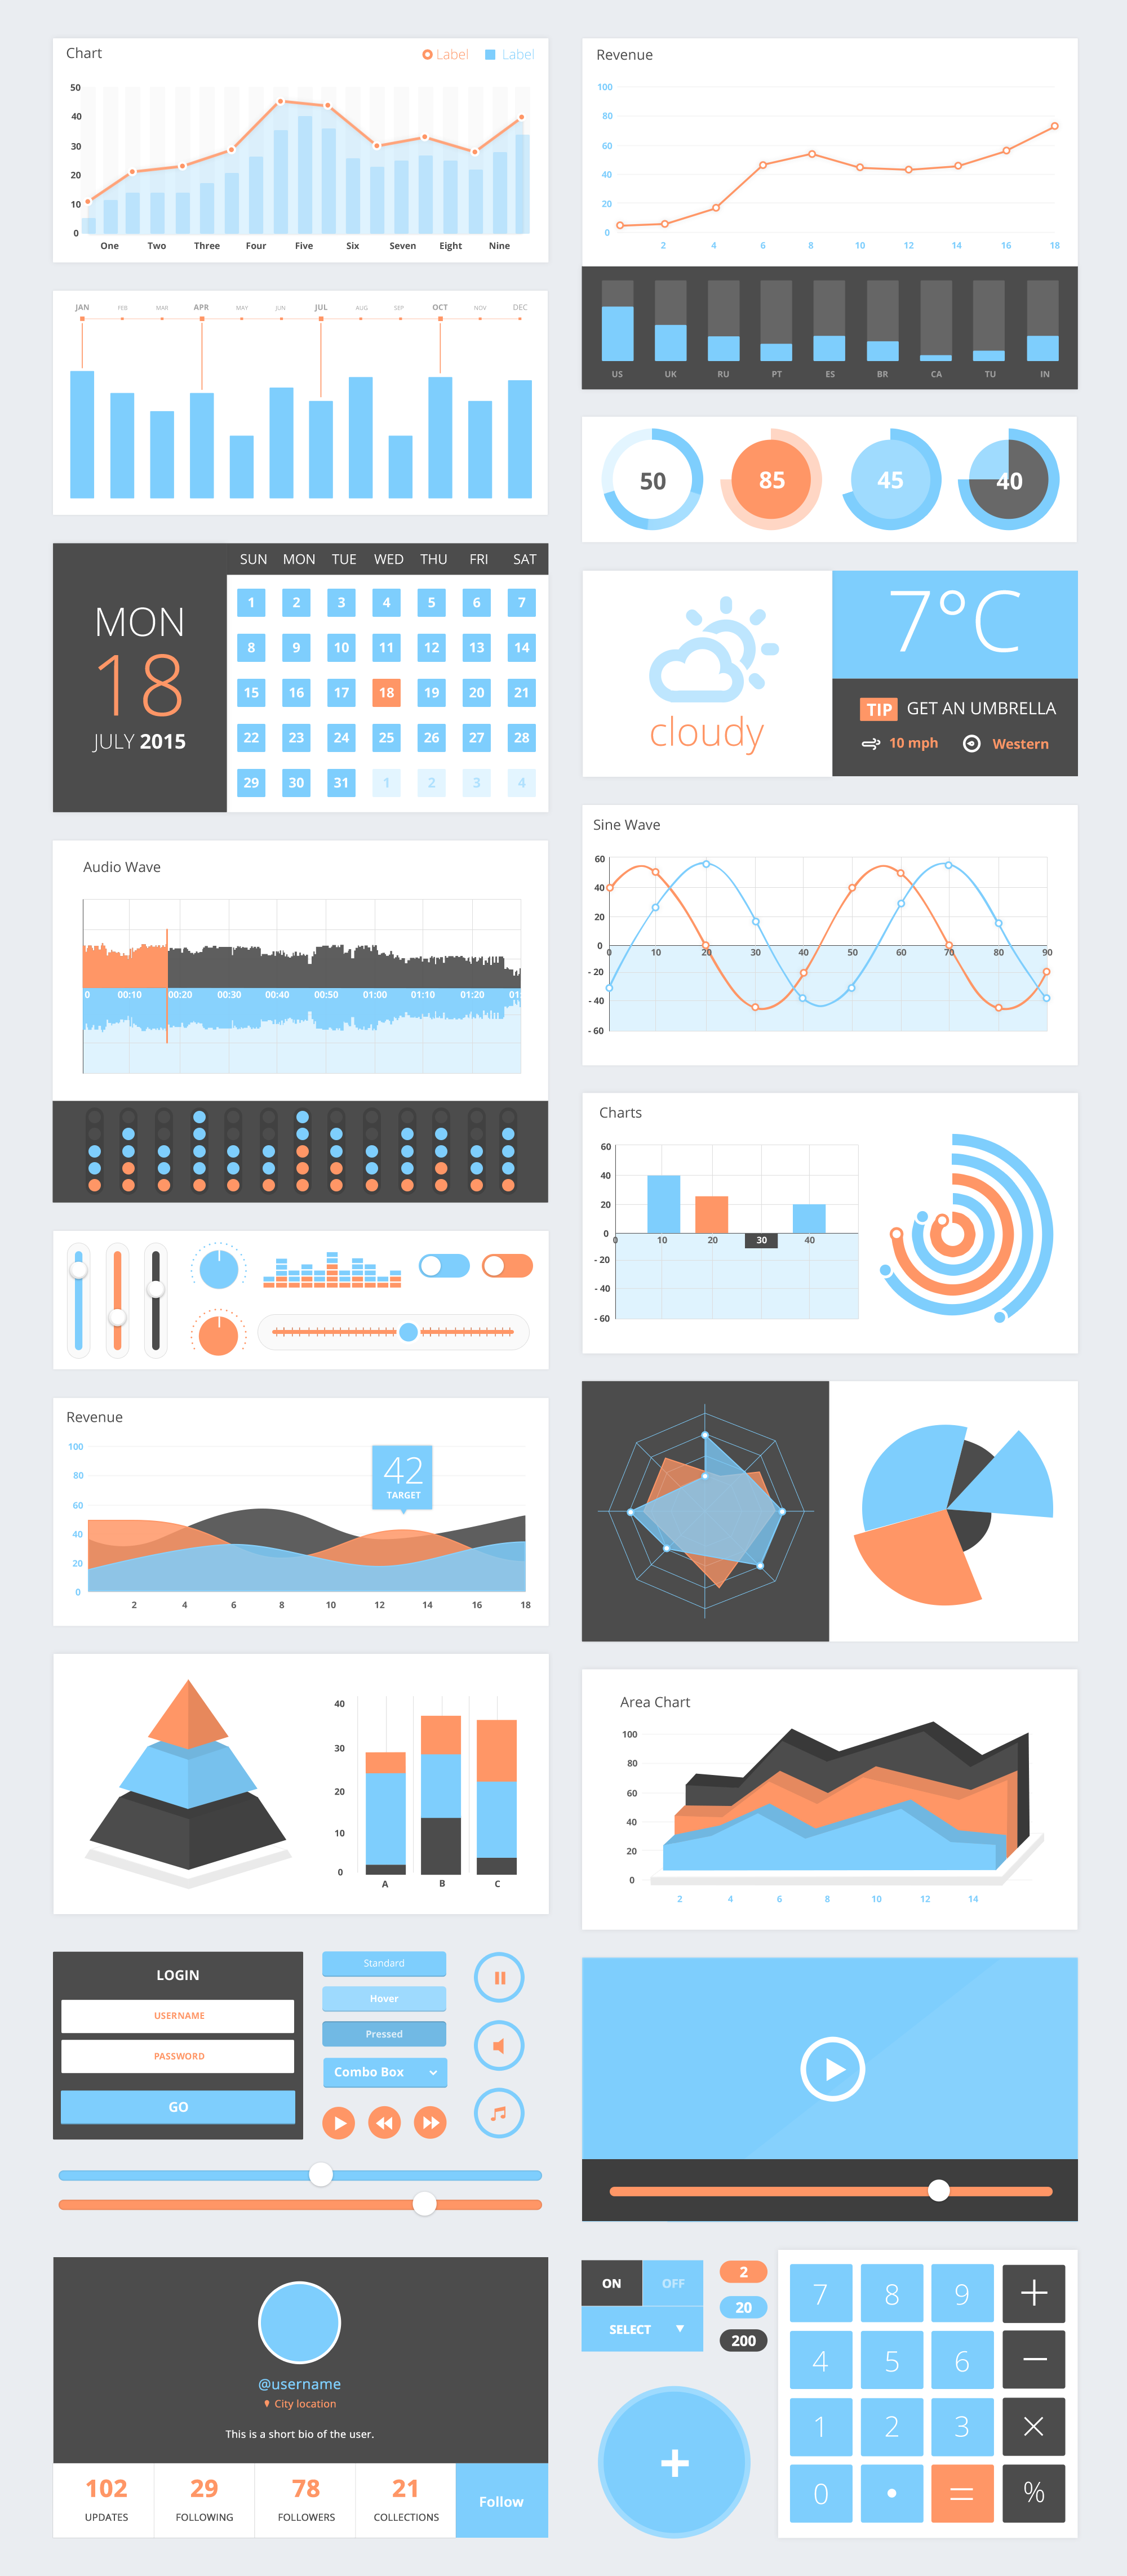 Chart
Label
Label
50
40
30
20
10
0
One Two Three Four Five Six Seven Eight Nine
JAN FEB MAR APR MAY JUN JUL AUG SEP OCT NOV DEC
MON
18
JULY 2015
SUN MON TUE WED THU FRI SAT
1 2 3 4 5 6 7
8 9 10 11 12 13 14
15 16 17 18 19 20 21
22 23 24 25 26 27 28
29 30 31 1 2 3 4
Audio Wave
0 00:10 00:20 00:30 00:40 00:50 01:00 01:10 01:20 01
Revenue
100
80
60
40
20
0
42
TARGET
2 4 6 8 10 12 14 16 18
40
30
20
10
0
A B C
LOGIN
USERNAME
PASSWORD
GO
Standard
Hover
Pressed
Combo Box
@username
City location
This is a short bio of the user.
102 29 78 21
UPDATES FOLLOWING FOLLOWERS COLLECTIONS
Follow
Revenue
100
80
60
40
20
0
2 4 6 8 10 12 14 16 18
US UK RU PT ES BR CA TU IN
50 85 45 40
cloudy
7°C
TIP GET AN UMBRELLA
10 mph Western
Sine Wave
60
40
20
0
- 20
- 40
- 60
0 10 20 30 40 50 60 70 80 90
Charts
60
40
20
0
- 20
- 40
- 60
0 10 20 30 40
Area Chart
100
80
60
40
20
0
2 4 6 8 10 12 14
ON OFF
SELECT
2
20
200
+
7 8 9 +
4 5 6 −
1 2 3 ×
0 • = %